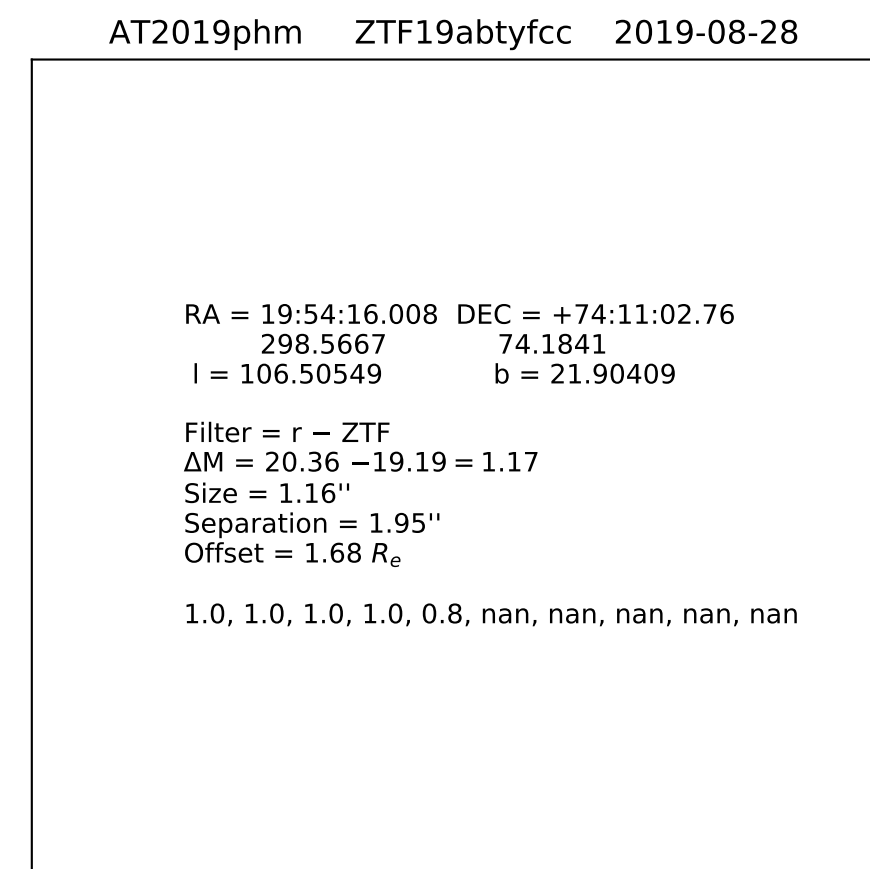 AT2019phm ZTF19abtyfcc 2019-08-28
RA = 19:54:16.008 DEC = +74:11:02.76
298.5667 74.1841
l = 106.50549 b = 21.90409
Filter = r − ZTF
ΔM = 20.36 −19.19 = 1.17
Size = 1.16''
Separation = 1.95''
Offset = 1.68 Re
1.0, 1.0, 1.0, 1.0, 0.8, nan, nan, nan, nan, nan